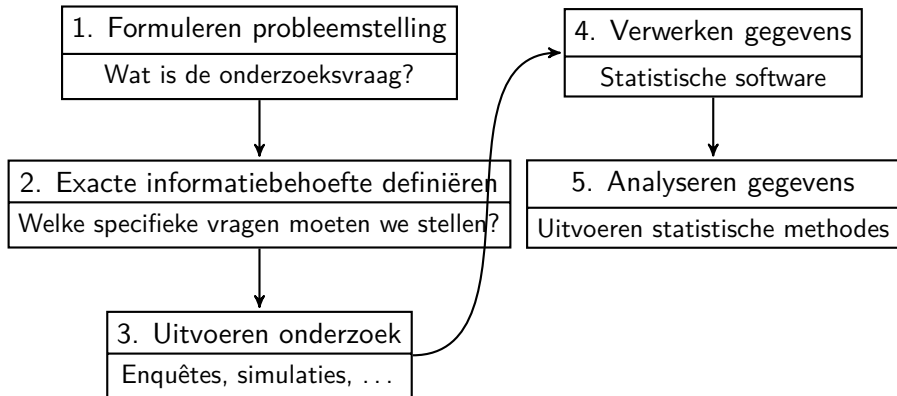 1. Formuleren probleemstelling
Wat is de onderzoeksvraag?
2. Exacte informatiebehoefte definiëren
Welke specifieke vragen moeten we stellen?
3. Uitvoeren onderzoek
Enquêtes, simulaties, ...
4. Verwerken gegevens
Statistische software
5. Analyseren gegevens
Uitvoeren statistische methodes